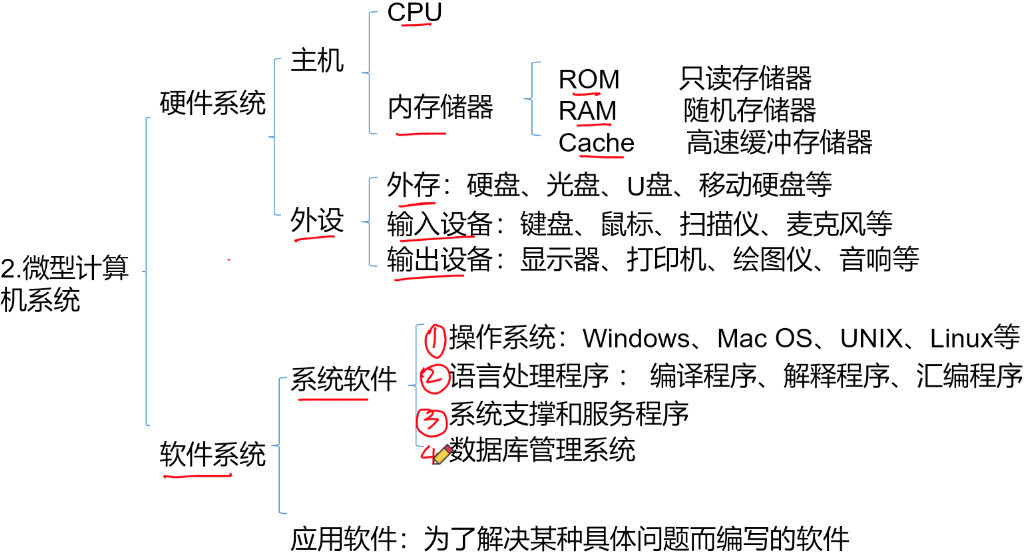 CPU
主机
ROM 只读存储器
硬件系统
内存储器
RAM 随机存储器
Cache 高速缓冲存储器
外存：硬盘、光盘、U盘、移动硬盘等
外设
输入设备：键盘、鼠标、扫描仪、麦克风等
输出设备：显示器、打印机、绘图仪、音响等
2.微型计算
机系统
①操作系统：Windows、Mac OS、UNIX、Linux等
系统软件
②语言处理程序： 编译程序、解释程序、汇编程序
③系统支撑和服务程序
软件系统
4数据库管理系统
应用软件：为了解决某种具体问题而编写的软件